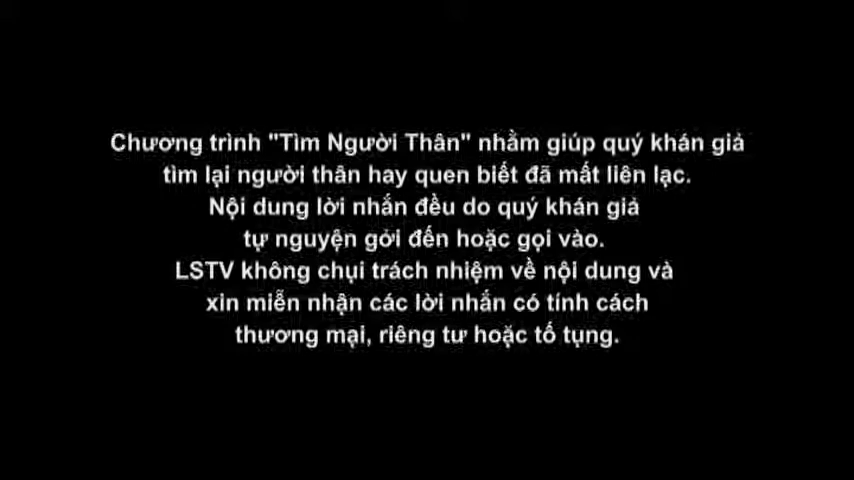 Chương trình "Tìm Người Thân" nhằm giúp quý khán giả
tìm lại người thân hay quen biết đã mất liên lạc.
Nội dung lời nhắn đều do quý khán giả
tự nguyện gởi đến hoặc gọi vào.
LSTV không chụi trách nhiệm về nội dung và
xin miễn nhận các lời nhắn có tính cách
thương mại, riêng tư hoặc tố tụng.